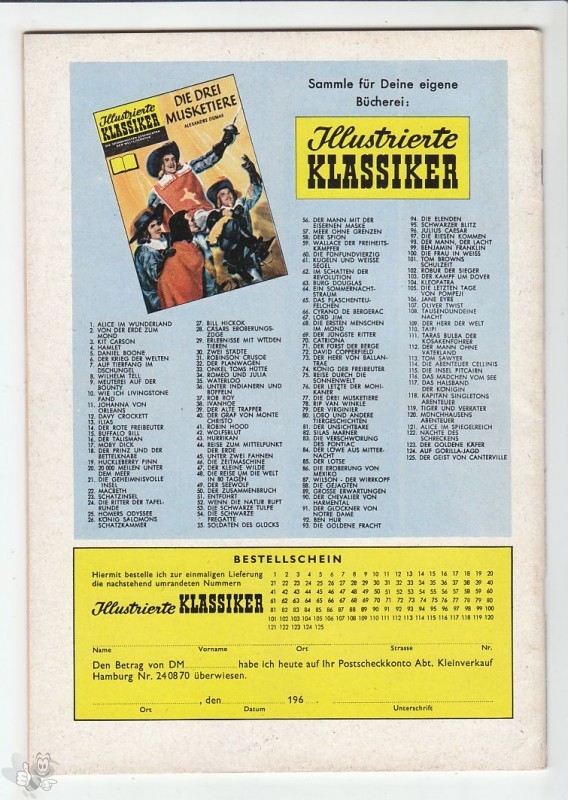 Illustrierte
KLASSIKER
DIE DREI
MUSKETIERE
ALEXANDRE DUMAS
Sammle für Deine eigene
Bücherei:
Illustrierte
KLASSIKER
1. ALICE IM WUNDERLAND
2. VON DER ERDE ZUM
MOND
3. KIT CARSON
4. HAMLET
5. DANIEL BOONE
6. DER KRIEG DER WELTEN
7. AUF TIERFANG IM
DSCHUNGEL
8. WILHELM TELL
9. MEUTEREI AUF DER
BOUNTY
10. WIE ICH LIVINGSTONE
FAND
11. JOHANNA VON
ORLEANS
12. DAVY CROCKETT
13. ILIAS
14. DER ROTE FREIBEUTER
15. BUFFALO BILL
16. DER TALISMAN
17. MOBY DICK
18. DER PRINZ UND DER
BETTELKNABE
19. HUCKLEBERRY FINN
20. 20 000 MEILEN UNTER
DEM MEER
21. DIE GEHEIMNISVOLLE
INSEL
22. MACBETH
23. SCHATZINSEL
24. DIE RITTER DER TAFEL-
RUNDE
25. HOMERS ODYSSEE
26. KÖNIG SALOMONS
SCHATZKAMMER
27. BILL HICKOK
28. CÄSARS EROBERUNGS-
ZÜGE
29. ERLEBNISSE MIT WILDEN
TIEREN
30. ZWEI STÄDTE
31. ROBINSON CRUSOE
32. DER PLANWAGEN
33. ONKEL TOMS HÜTTE
34. ROMEO UND JULIA
35. WATERLOO
36. UNTER INDIANERN UND
BÜFFELN
37. ROB ROY
38. IVANHOE
39. DER ALTE TRAPPER
40. DER GRAF VON MONTE
CHRISTO
41. ROBIN HOOD
42. WOLFSBLUT
43. HURRIKAN
44. REISE ZUM MITTELPUNKT
DER ERDE
45. UNTER ZWEI FAHNEN
46. DIE ZEITMASCHINE
47. DER KLEINE WILDE
48. DIE REISE UM DIE WELT
IN 80 TAGEN
49. DER SEEWOLF
50. DER ZUSAMMENBRUCH
51. ENTFÜHRT
52. WENN DIE NATUR RUFT
53. DIE SCHWARZE TULPE
54. DIE SCHWARZE
FREGATTE
55. SOLDATEN DES GLÜCKS
56. DER MANN MIT DER
EISERNEN MASKE
57. MEER OHNE GRENZEN
58. DER SPION
59. WALLACE DER FREIHEITS-
KÄMPFER
60. DIE FÜNFUNDVIERZIG
61. KUGELN UND WEISSE
SEGEL
62. IM SCHATTEN DER
REVOLUTION
63. BURG DOUGLAS
64. EIN SOMMERNACHTS-
TRAUM
65. DAS FLASCHENTEU-
FELCHEN
66. CYRANO DE BERGERAC
67. LORD JIM
68. DIE ERSTEN MENSCHEN
IM MOND
69. DER JÜNGSTE RITTER
70. CATRIONA
71. DER FÖRST DER BERGE
72. DAVID COPPERFIELD
73. DER HERR VON BALLAN-
TRAE
74. KÖNIG DER FREIBEUTER
75. REISE DURCH DIE
SONNENWELT
76. DER LETZTE DER MOHI-
KANER
77. DIE DREI MUSKETIERE
78. RIP VAN WINKLE
79. DER VIRGINIER
80. LOBO UND ANDERE
TIERGESCHICHTEN
81. DER UNSICHTBARE
82. SILAS MARNER
83. DIE VERSCHWÖRUNG
DES PONTIAC
84. DER LÖWE AUS MITTER-
NACHT
85. DER LOTSE
86. DIE EROBERUNG VON
MEXIKO
87. WILSON - DER WIRRKOPF
88. DIE GEJAGTEN
89. GROSSE ERWARTUNGEN
90. DER CHEVALIER VON
HARMENTAL
91. DER GLÖCKNER VON
NOTRE DAME
92. BEN HUR
93. DIE GOLDENE FRACHT
94. DIE ELENDEN
95. SCHWARZER BLITZ
96. JULIUS CAESAR
97. DIE RIESEN KOMMEN
98. DER MANN, DER LACHT
99. BENJAMIN FRANKLIN
100. DIE FRAU IN WEISS
101. TOM BROWNS
SCHULZEIT
102. ROBUR DER SIEGER
103. DER KAMPF UM DOVER
104. KLEOPATRA
105. DIE LETZTEN TAGE
VON POMPEJI
106. JANE EYRE
107. OLIVER TWIST
108. TAUSENDUNDEINE
NACHT
109. DER HERR DER WELT
110. TAIPI
111. TARAS BULBA DER
KOSAKENFÜHRER
112. DER MANN OHNE
VATERLAND
113. TOM SAWYER
114. DIE ABENTEUER CELLINIS
115. DIE INSEL PITCAIRN
116. DAS MÄDCHEN VOM SEE
117. DAS HALSBAND
DER KÖNIGIN
118. KAPITÄN SINGLETONS
ABENTEUER
119. TIGER UND VERRÄTER
120. MÜNCHHAUSENS
ABENTEUER
121. ALICE IM SPIEGELREICH
122. NÄCHTE DES
SCHRECKENS
123. DER GOLDENE KÄFER
124. AUF GORILLA-JAGD
125. DER GEIST VON CANTERVILLE
BESTELLSCHEIN
Hiermit bestelle ich zur einmaligen Lieferung
die nachstehend umrandeten Nummern
Illustrierte KLASSIKER
1 2 3 4 5 6 7 8 9 10 11 12 13 14 15 16 17 18 19 20
21 22 23 24 25 26 27 28 29 30 31 32 33 34 35 36 37 38 39 40
41 42 43 44 45 46 47 48 49 50 51 52 53 54 55 56 57 58 59 60
61 62 63 64 65 66 67 68 69 70 71 72 73 74 75 76 77 78 79 80
81 82 83 84 85 86 87 88 89 90 91 92 93 94 95 96 97 98 99 100
101 102 103 104 105 106 107 108 109 110 111 112 113 114 115 116 117 118 119 120
121 122 123 124 125
Name Vorname Ort Strasse Nr.
Den Betrag von DM habe ich heute auf Ihr Postscheckkonto Abt. Kleinverkauf
Hamburg Nr. 240870 überwiesen.
, den 196
Ort Datum Unterschrift